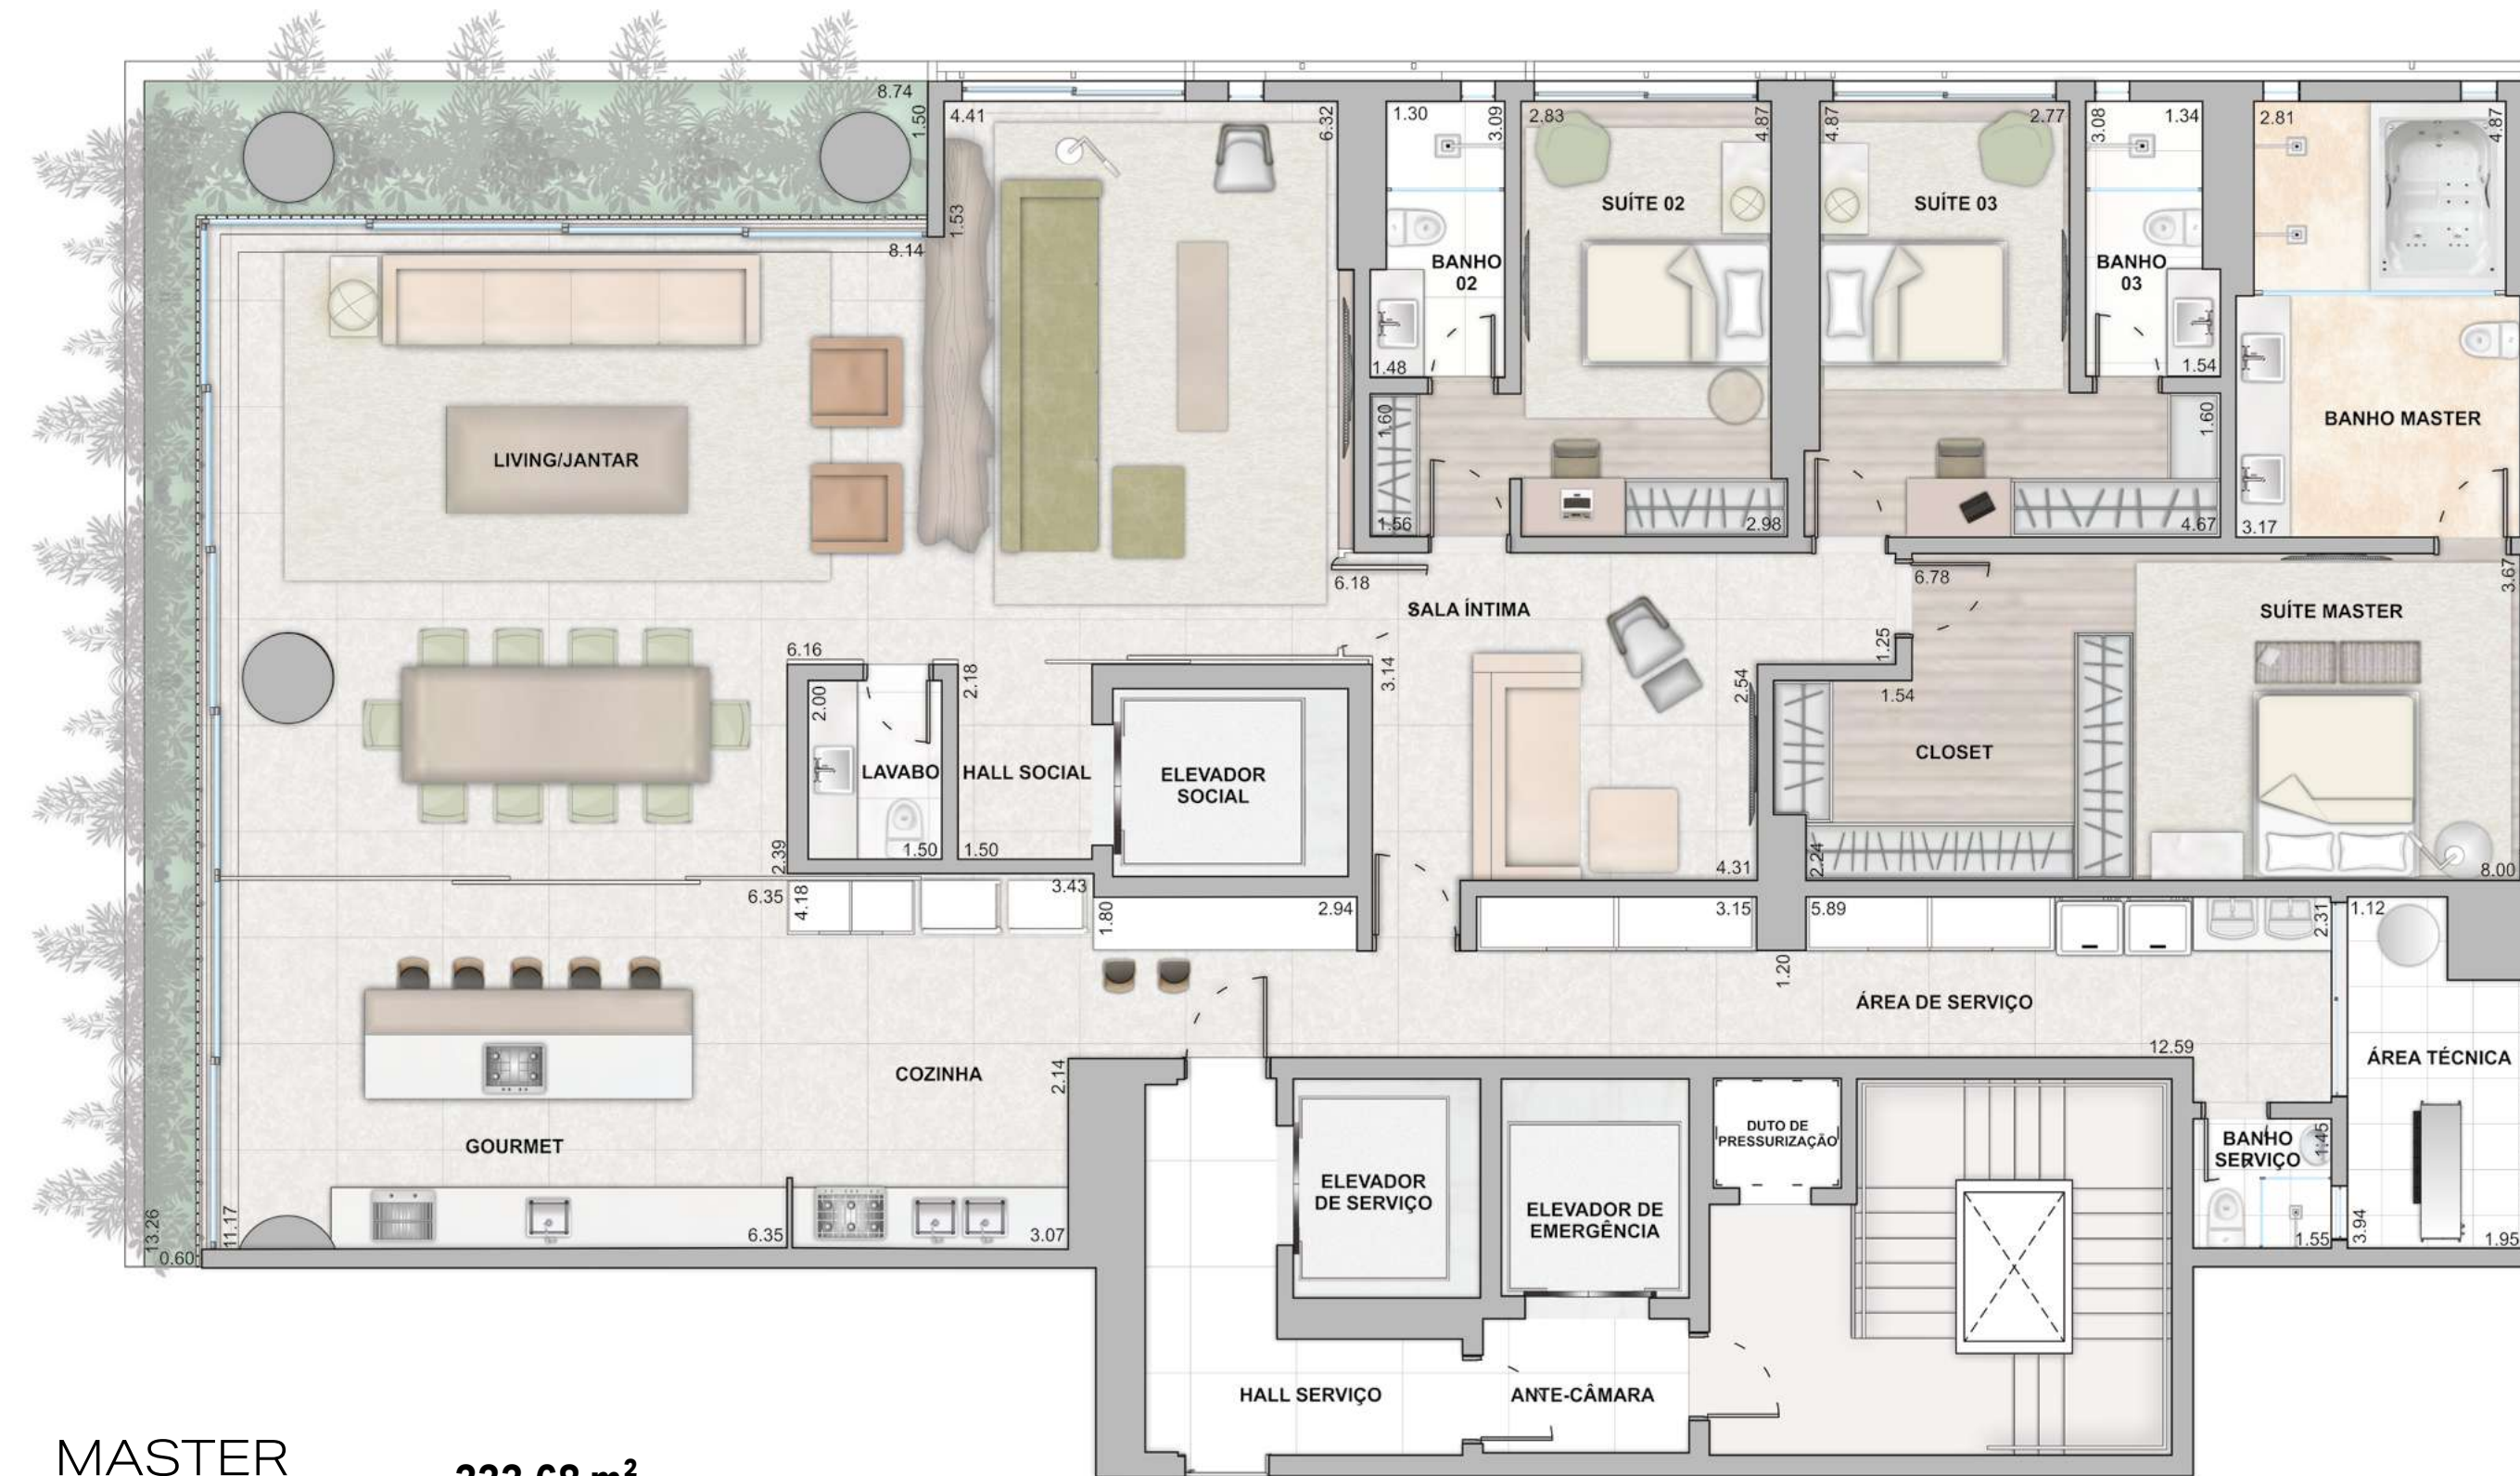 8.74
1.50
4.41
6.32
1.30
3.09
2.83
4.87
4.87
2.77
3.08
1.34
2.81
4.87
SUÍTE 02
SUÍTE 03
1.53
8.14
BANHO
02
BANHO
03
1.48
1.54
1.60
1.60
BANHO MASTER
LIVING/JANTAR
1.56
2.98
4.67
3.17
6.18
6.78
3.67
SALA ÍNTIMA
SUÍTE MASTER
6.16
2.18
3.14
1.25
2.54
1.54
2.00
CLOSET
LAVABO
HALL SOCIAL
ELEVADOR
SOCIAL
2.39
1.50
1.50
4.31
2.24
8.00
6.35
4.18
3.43
1.80
2.94
3.15
5.89
2.31
1.12
1.20
ÁREA DE SERVIÇO
12.59
ÁREA TÉCNICA
COZINHA
2.14
GOURMET
DUTO DE
PRESSURIZAÇÃO
BANHO
SERVIÇO
1.45
ELEVADOR
DE SERVIÇO
ELEVADOR DE
EMERGÊNCIA
13.26
0.60
11.17
6.35
3.07
1.55
3.94
1.95
HALL SERVIÇO
ANTE-CÂMARA
MASTER